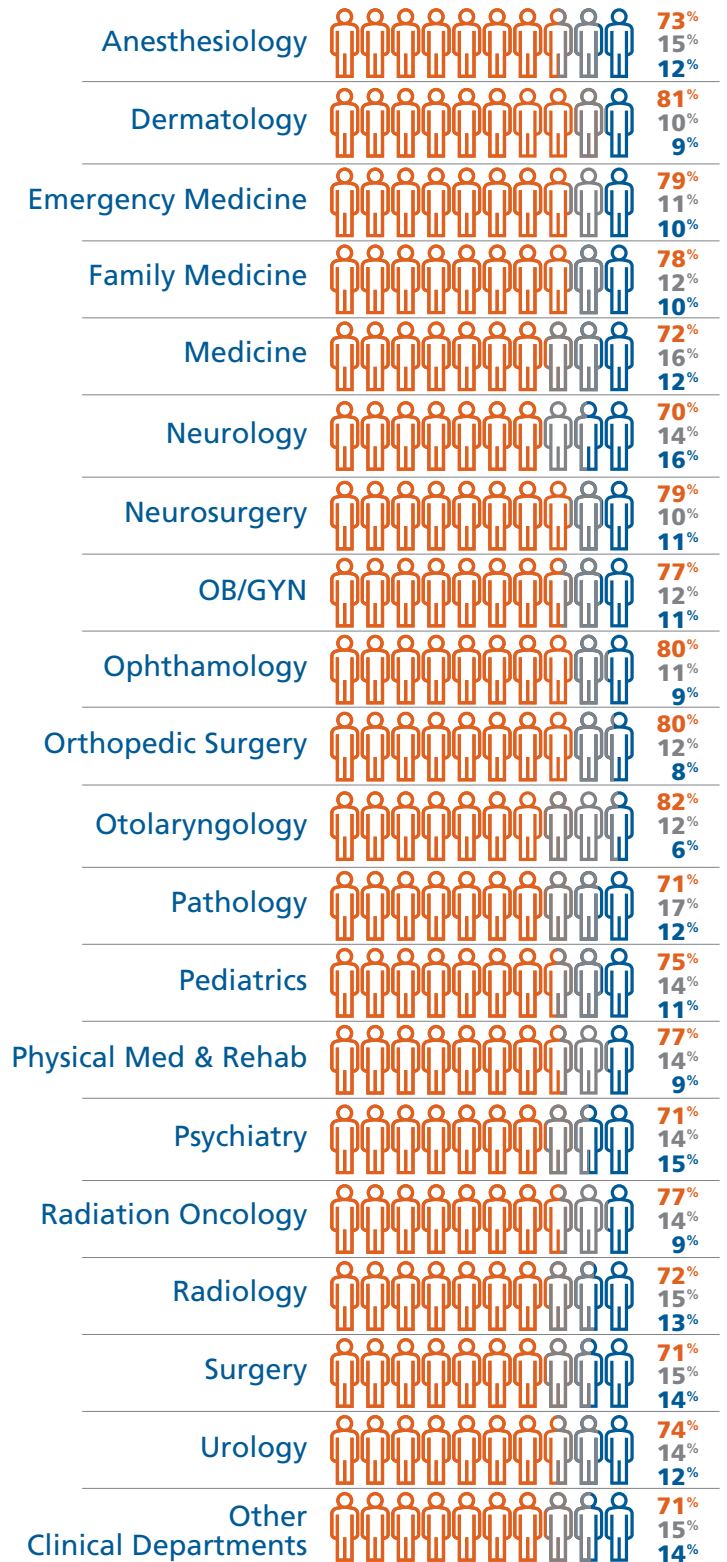 Anesthesiology
73%
15%
12%
Dermatology
81%
10%
9%
Emergency Medicine
79%
11%
10%
Family Medicine
78%
12%
10%
Medicine
72%
16%
12%
Neurology
70%
14%
16%
Neurosurgery
79%
10%
11%
OB/GYN
77%
12%
11%
Ophthamology
80%
11%
9%
Orthopedic Surgery
80%
12%
8%
Otolaryngology
82%
12%
6%
Pathology
71%
17%
12%
Pediatrics
75%
14%
11%
Physical Med & Rehab
77%
14%
9%
Psychiatry
71%
14%
15%
Radiation Oncology
77%
14%
9%
Radiology
72%
15%
13%
Surgery
71%
15%
14%
Urology
74%
14%
12%
Other
Clinical Departments
71%
15%
14%